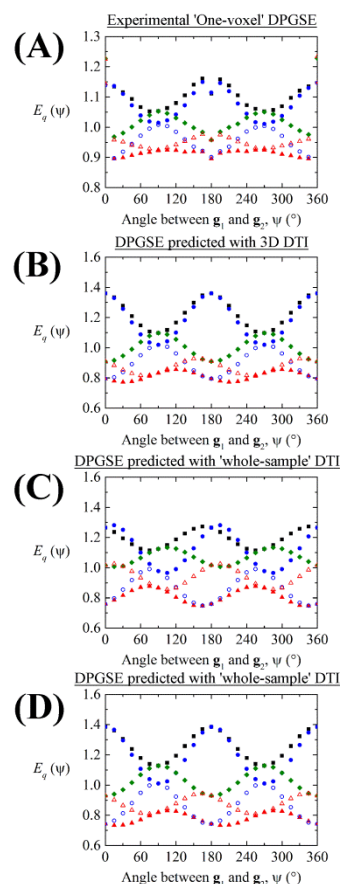 Experimental 'One-voxel' DPGSE
(A)
1.3
1.2
1.1
1.0
0.9
0.8
E_q (ψ)
0 60 120 180 240 300 360
Angle between g₁ and g₂, ψ (°)
DPGSE predicted with 3D DTI
(B)
1.6
1.4
1.2
1.0
0.8
0.6
E_q (ψ)
0 60 120 180 240 300 360
Angle between g₁ and g₂, ψ (°)
DPGSE predicted with 'whole-sample' DTI
(C)
1.6
1.4
1.2
1.0
0.8
0.6
E_q (ψ)
0 60 120 180 240 300 360
Angle between g₁ and g₂, ψ (°)
DPGSE predicted with 'whole-sample' DTI
(D)
1.6
1.4
1.2
1.0
0.8
0.6
E_q (ψ)
0 60 120 180 240 300 360
Angle between g₁ and g₂, ψ (°)